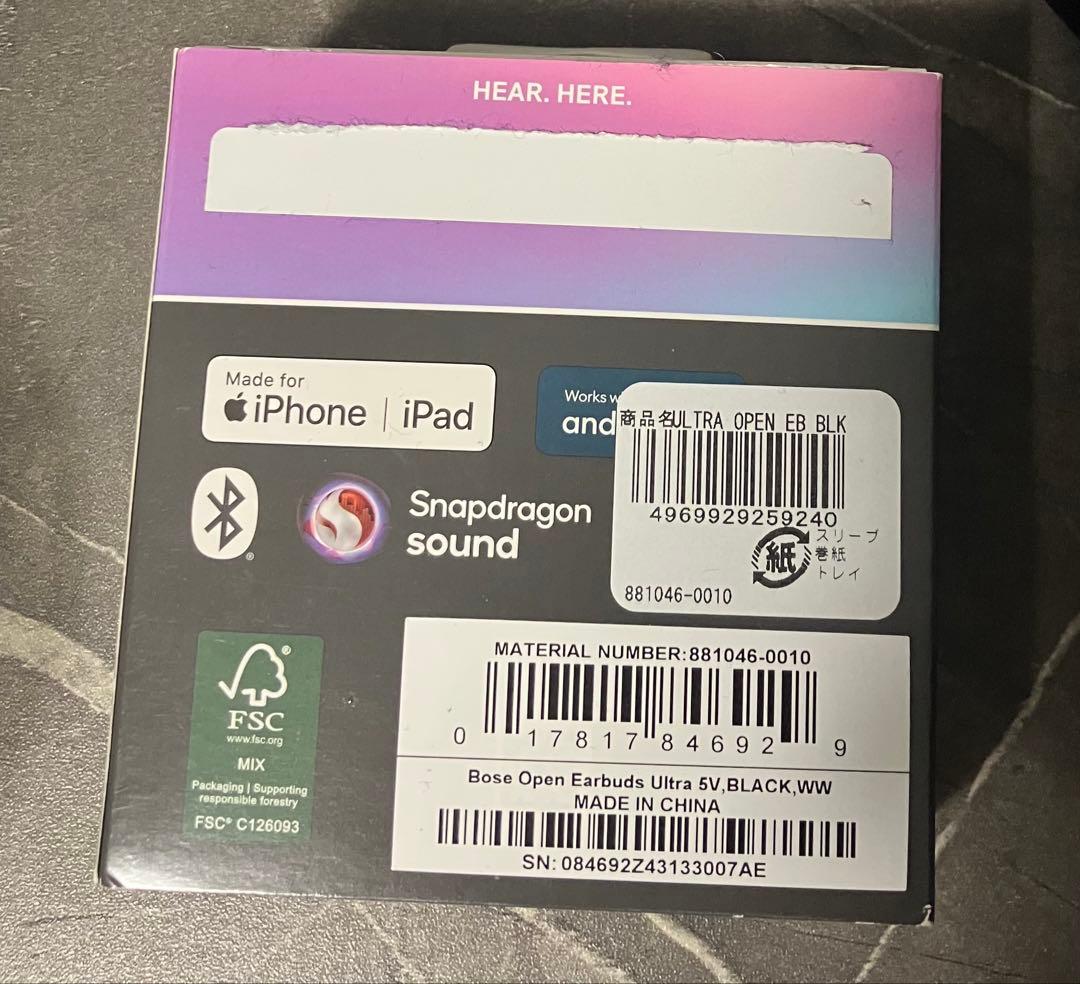 HEAR. HERE.
Made for
iPhone | iPad
Works
and
商品名ULTRA OPEN EB BLK
4969929259240
紙
スリーブ
巻紙
トレイ
881046-0010
Snapdragon
sound
FSC®
www.fsc.org
MIX
Packaging | Supporting
responsible forestry
FSC® C126093
MATERIAL NUMBER:881046-0010
0 17817 84692 9
Bose Open Earbuds Ultra 5V,BLACK,WW
MADE IN CHINA
SN: 084692Z43133007AE